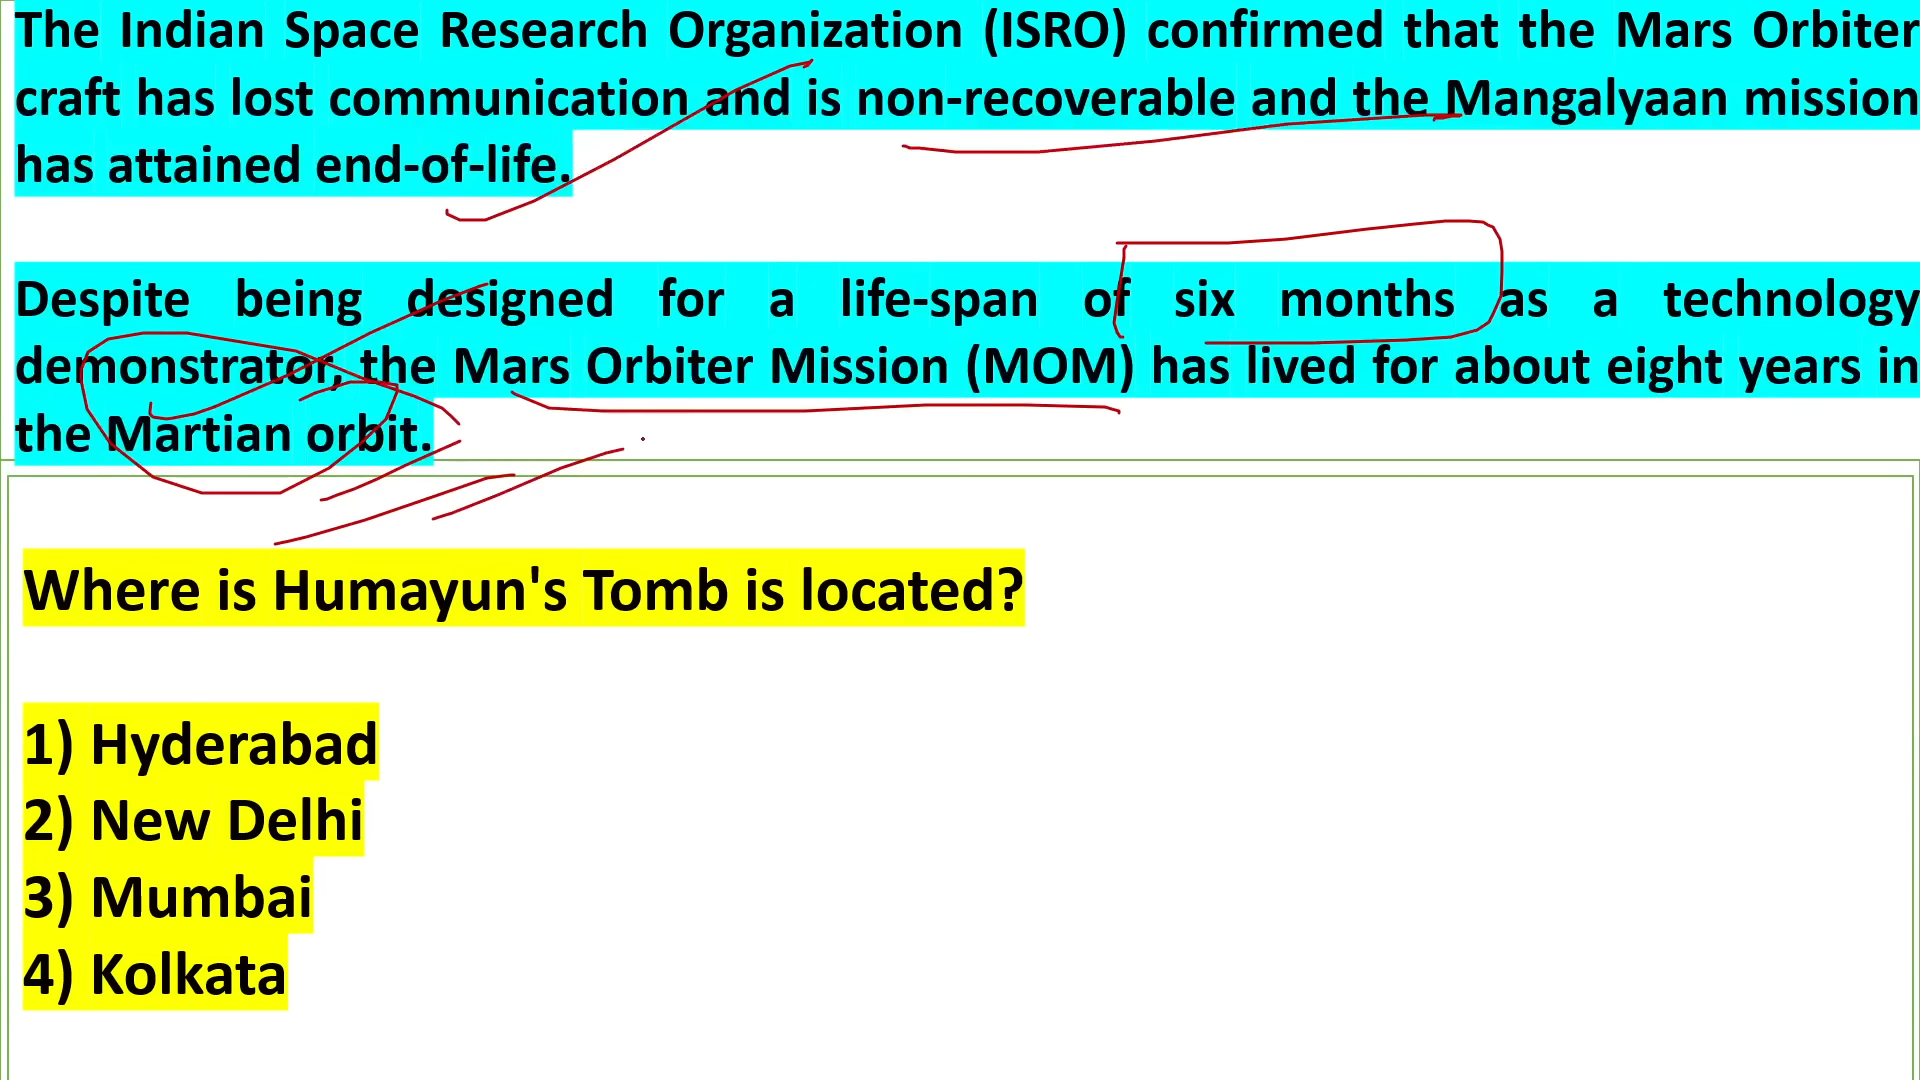 The Indian Space Research Organization (ISRO) confirmed that the Mars Orbiter
craft has lost communication and is non-recoverable and the Mangalyaan mission
has attained end-of-life.
Despite being designed for a life-span of six months as a technology
demonstrator, the Mars Orbiter Mission (MOM) has lived for about eight years in
the Martian orbit.
Where is Humayun's Tomb is located?
1) Hyderabad
2) New Delhi
3) Mumbai
4) Kolkata